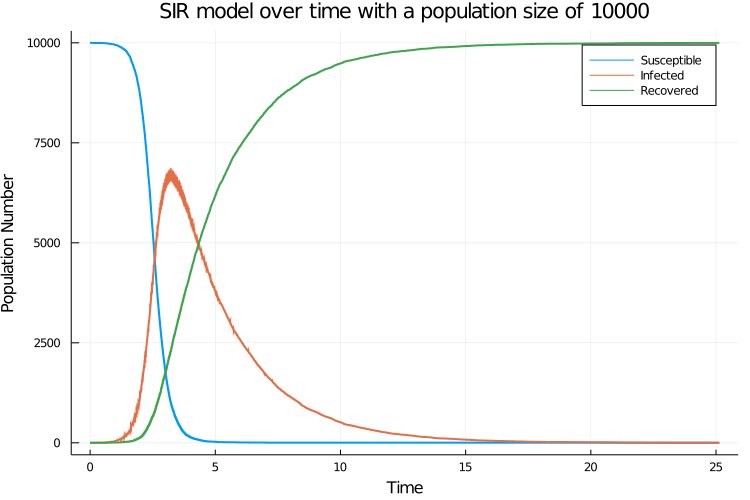 SIR model over time with a population size of 10000
10000
7500
5000
2500
0
Population Number
Susceptible
Infected
Recovered
0 5 10 15 20 25
Time